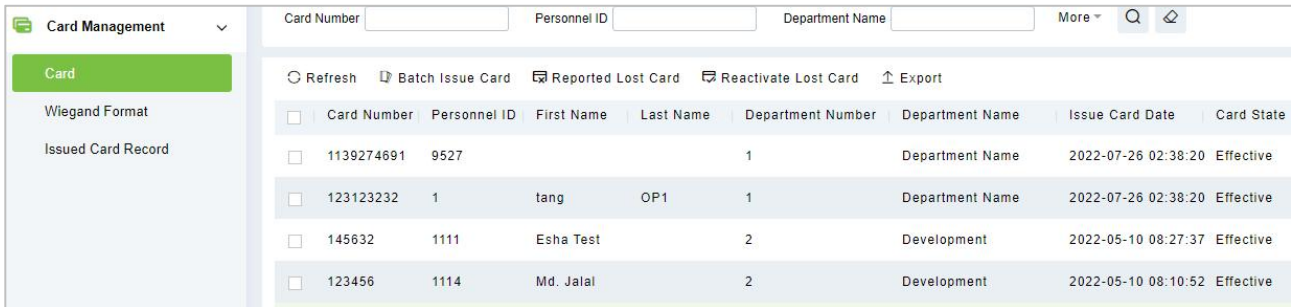 Card Management
Card
Wiegand Format
Issued Card Record
Card Number Personnel ID Department Name More
Refresh Batch Issue Card Reported Lost Card Reactivate Lost Card Export
Card Number Personnel ID First Name Last Name Department Number Department Name Issue Card Date Card State
1139274691 9527 1 Department Name 2022-07-26 02:38:20 Effective
123123232 1 tang OP1 1 Department Name 2022-07-26 02:38:20 Effective
145632 1111 Esha Test 2 Development 2022-05-10 08:27:37 Effective
123456 1114 Md. Jalal 2 Development 2022-05-10 08:10:52 Effective